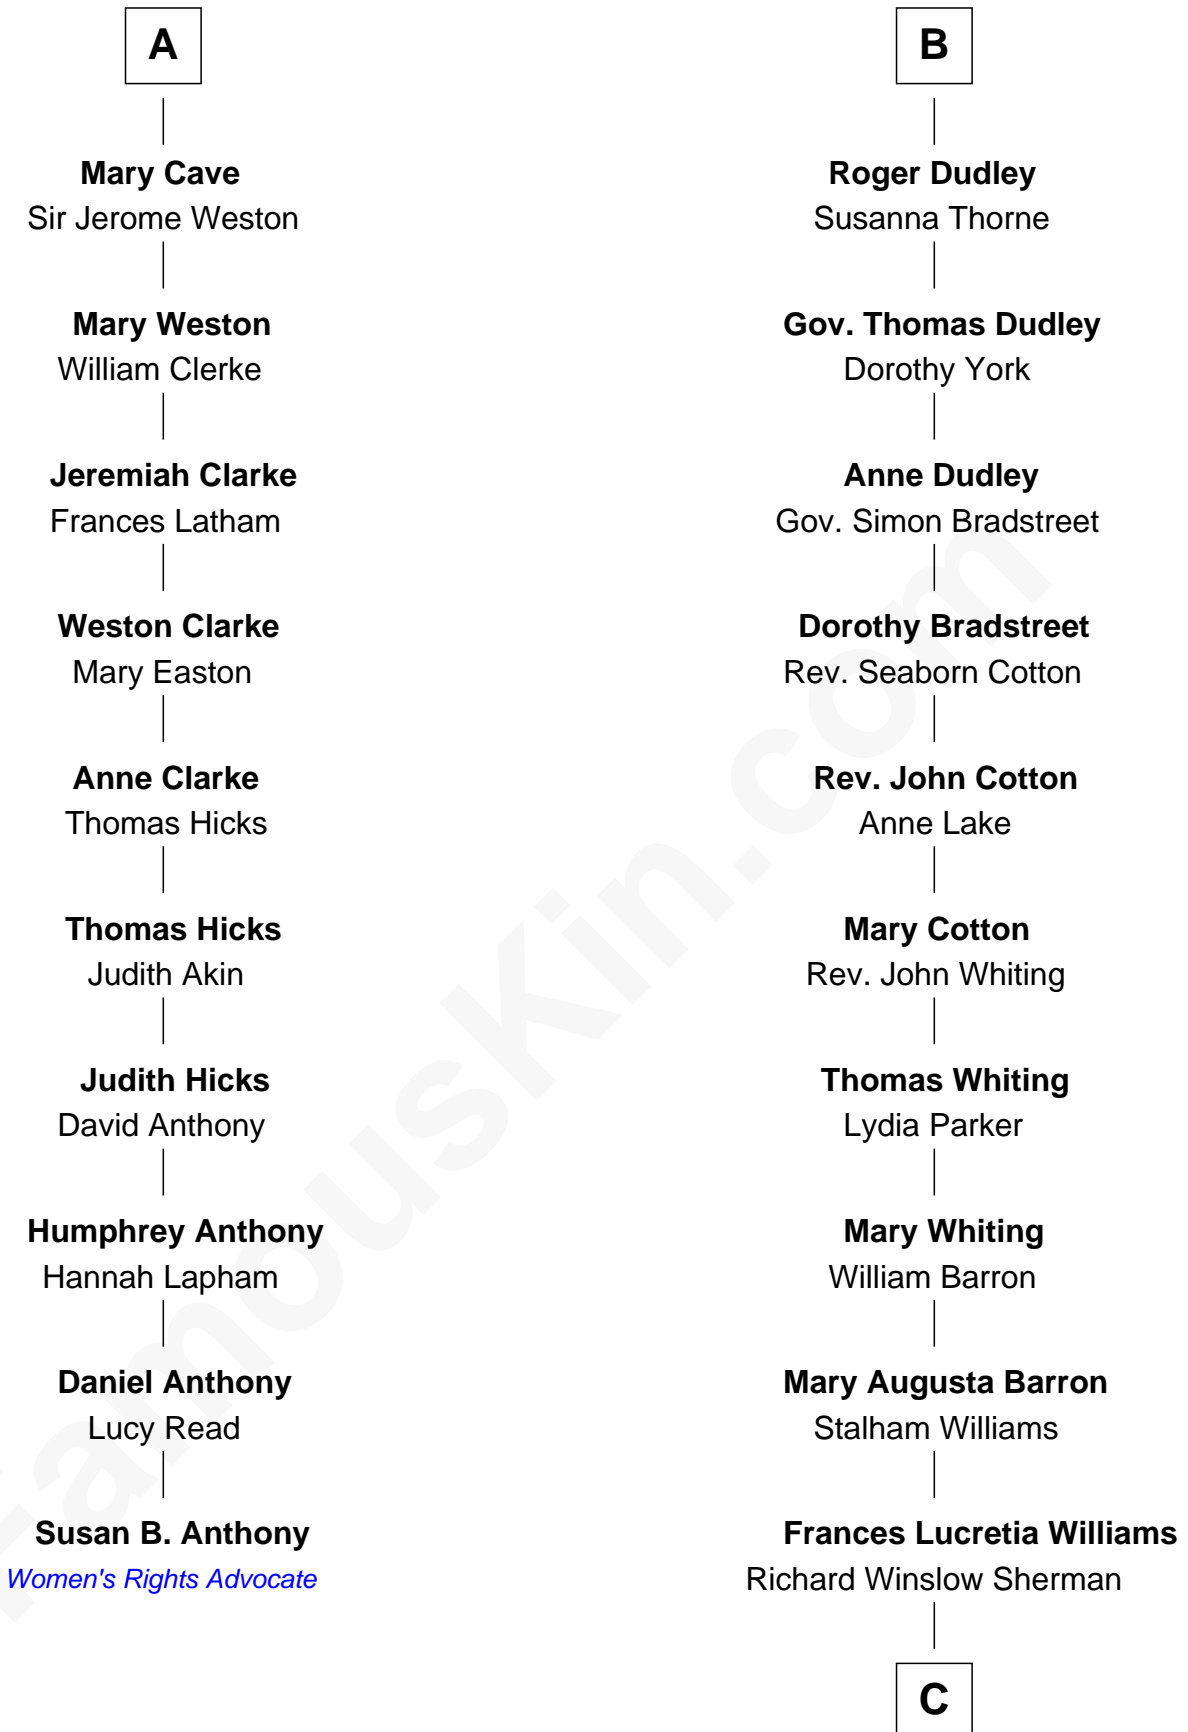 A
Mary Cave
Sir Jerome Weston
Mary Weston
William Clerke
Jeremiah Clarke
Frances Latham
Weston Clarke
Mary Easton
Anne Clarke
Thomas Hicks
Thomas Hicks
Judith Akin
Judith Hicks
David Anthony
Humphrey Anthony
Hannah Lapham
Daniel Anthony
Lucy Read
Susan B. Anthony
Women's Rights Advocate
B
Roger Dudley
Susanna Thorne
Gov. Thomas Dudley
Dorothy York
Anne Dudley
Gov. Simon Bradstreet
Dorothy Bradstreet
Rev. Seaborn Cotton
Rev. John Cotton
Anne Lake
Mary Cotton
Rev. John Whiting
Thomas Whiting
Lydia Parker
Mary Whiting
William Barron
Mary Augusta Barron
Stalham Williams
Frances Lucretia Williams
Richard Winslow Sherman
C
FamousKin.com